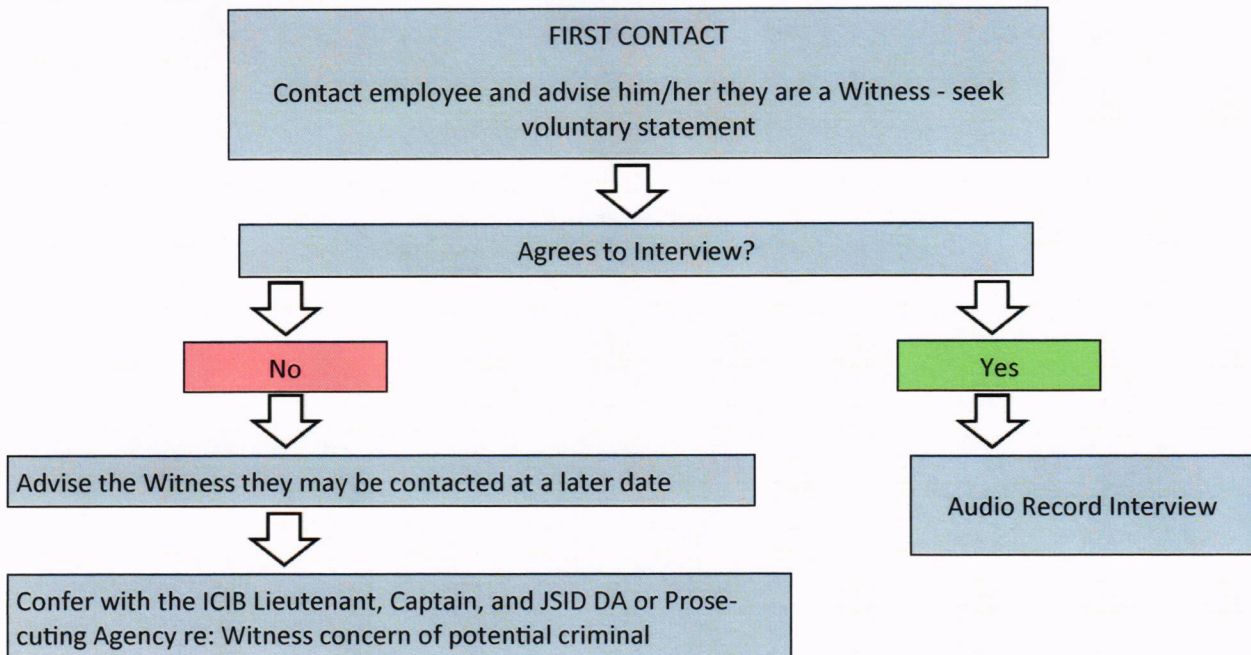 FIRST CONTACT
Contact employee and advise him/her they are a Witness - seek
voluntary statement
Agrees to Interview?
No
Yes
Advise the Witness they may be contacted at a later date
Audio Record Interview
Confer with the ICIB Lieutenant, Captain, and JSID DA or Prose-
cuting Agency re: Witness concern of potential criminal